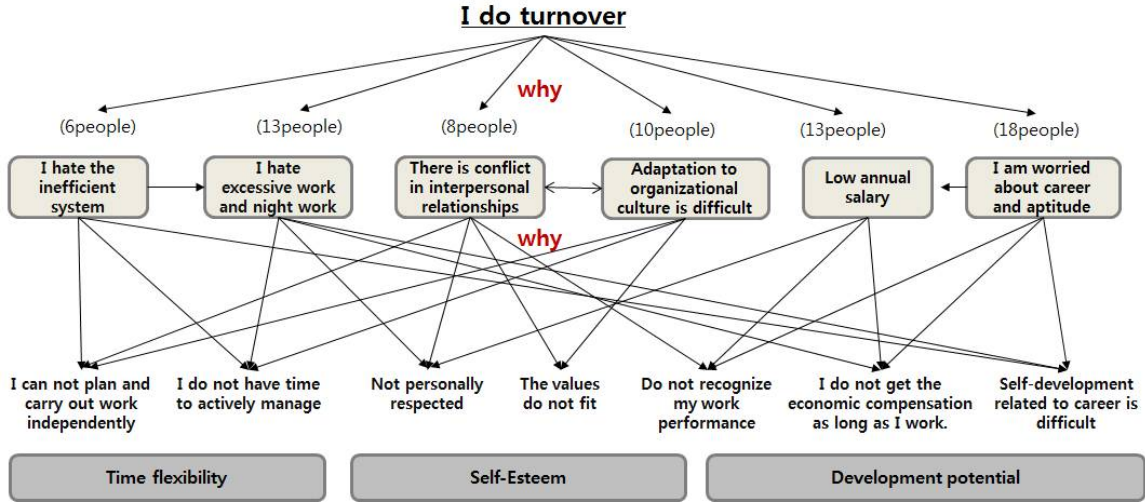 I do turnover
why
(6people)
(13people)
(8people)
(10people)
(13people)
(18people)
I hate the
inefficient
system
I hate
excessive work
and night work
There is conflict
in interpersonal
relationships
Adaptation to
organizational
culture is difficult
Low annual
salary
I am worried
about career
and aptitude
why
I can not plan and
carry out work
independently
I do not have time
to actively manage
Not personally
respected
The values
do not fit
Do not recognize
my work
performance
I do not get the
economic compensation
as long as I work.
Self-development
related to career is
difficult
Time flexibility
Self-Esteem
Development potential